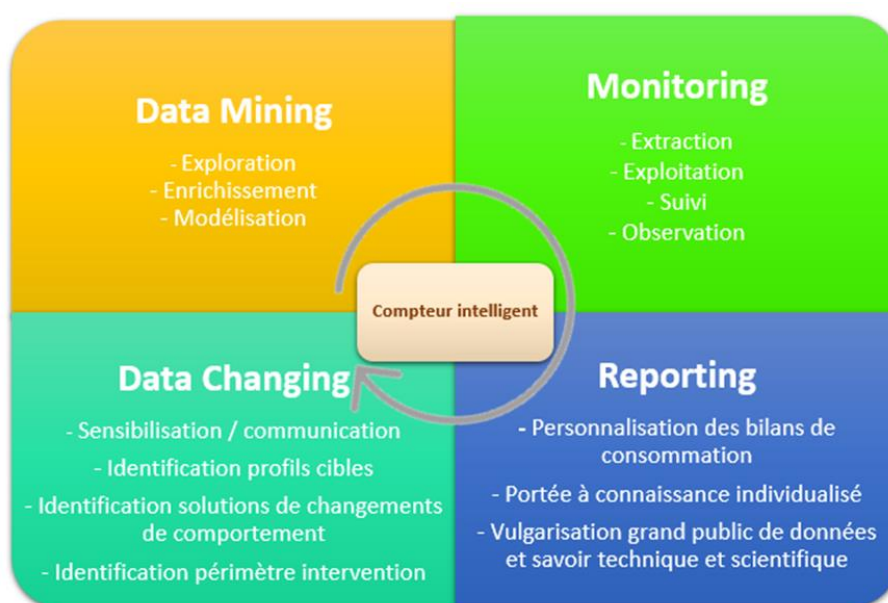 Data Mining
- Exploration
- Enrichissement
- Modélisation
Monitoring
- Extraction
- Exploitation
- Suivi
- Observation
Compteur intelligent
Data Changing
- Sensibilisation / communication
- Identification profils cibles
- Identification solutions de changements
de comportement
- Identification périmètre intervention
Reporting
- Personnalisation des bilans de
consommation
- Portée à connaissance individualisé
- Vulgarisation grand public de données
et savoir technique et scientifique